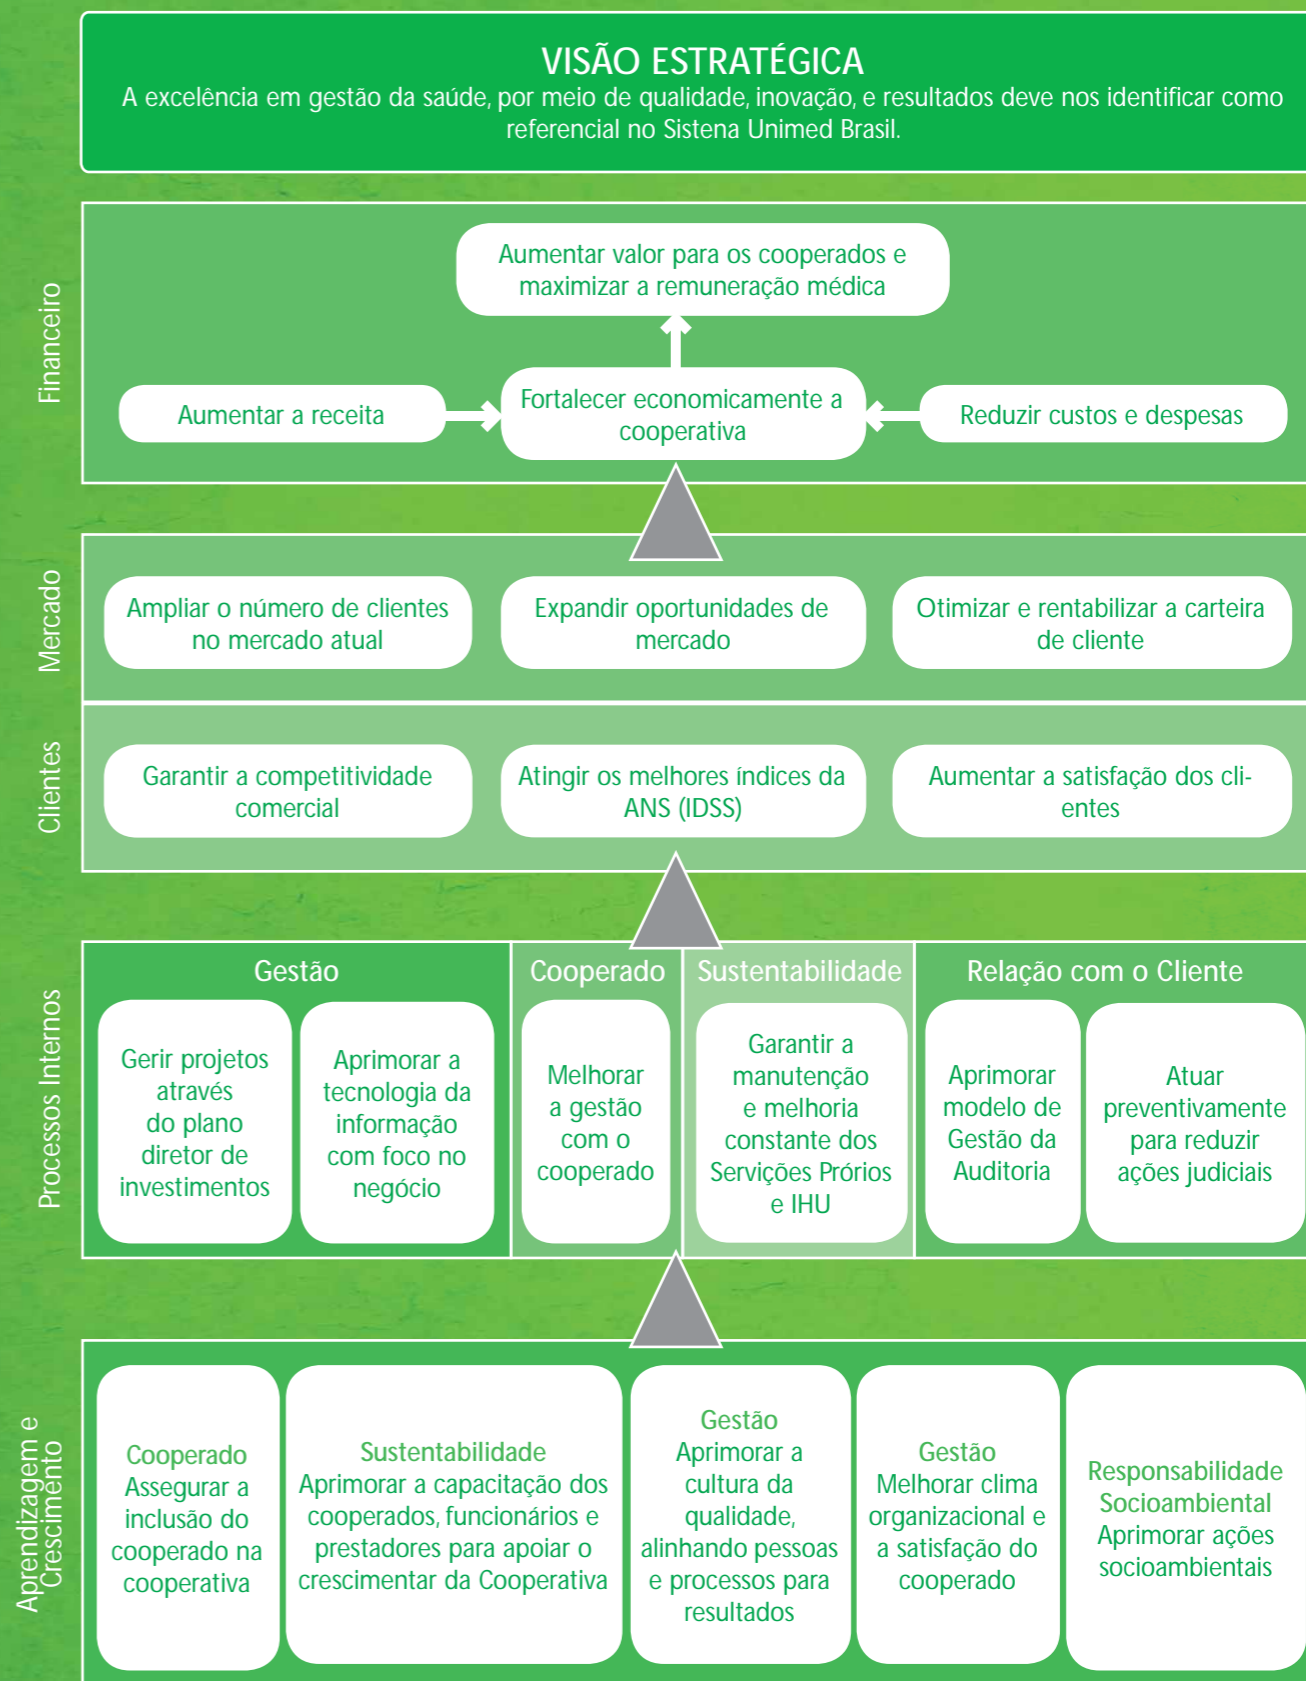 VISÃO ESTRATÉGICA
A excelência em gestão da saúde, por meio de qualidade, inovação, e resultados deve nos identificar como
referencial no Sistena Unimed Brasil.
Financeiro
Aumentar valor para os cooperados e
maximizar a remuneração médica
Aumentar a receita
Fortalecer economicamente a
cooperativa
Reduzir custos e despesas
Mercado
Ampliar o número de clientes
no mercado atual
Expandir oportunidades de
mercado
Otimizar e rentabilizar a carteira
de cliente
Clientes
Garantir a competitividade
comercial
Atingir os melhores índices da
ANS (IDSS)
Aumentar a satisfação dos cli-
entes
Processos Internos
Gestão
Gerir projetos
através
do plano
diretor de
investimentos
Aprimorar a
tecnologia da
informação
com foco no
negócio
Cooperado
Melhorar
a gestão
com o
cooperado
Sustentabilidade
Garantir a
manutenção
e melhoria
constante dos
Servições Prórios
e IHU
Relação com o Cliente
Aprimorar
modelo de
Gestão da
Auditoria
Atuar
preventivamente
para reduzir
ações judiciais
Aprendizagem e
Crescimento
Cooperado
Assegurar a
inclusão do
cooperado na
cooperativa
Sustentabilidade
Aprimorar a capacitação dos
cooperados, funcionários e
prestadores para apoiar o
crescimentar da Cooperativa
Gestão
Aprimorar a
cultura da
qualidade,
alinhando pessoas
e processos para
resultados
Gestão
Melhorar clima
organizacional e
a satisfação do
cooperado
Responsabilidade
Socioambiental
Aprimorar ações
socioambientais